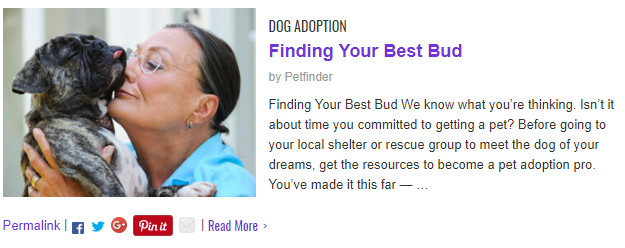 DOG ADOPTION
Finding Your Best Bud
by Petfinder
Finding Your Best Bud We know what you’re thinking. Isn’t it
about time you committed to getting a pet? Before going to
your local shelter or rescue group to meet the dog of your
dreams, get the resources to become a pet adoption pro.
You’ve made it this far — …
Permalink | f G+ Pin it | Read More ›